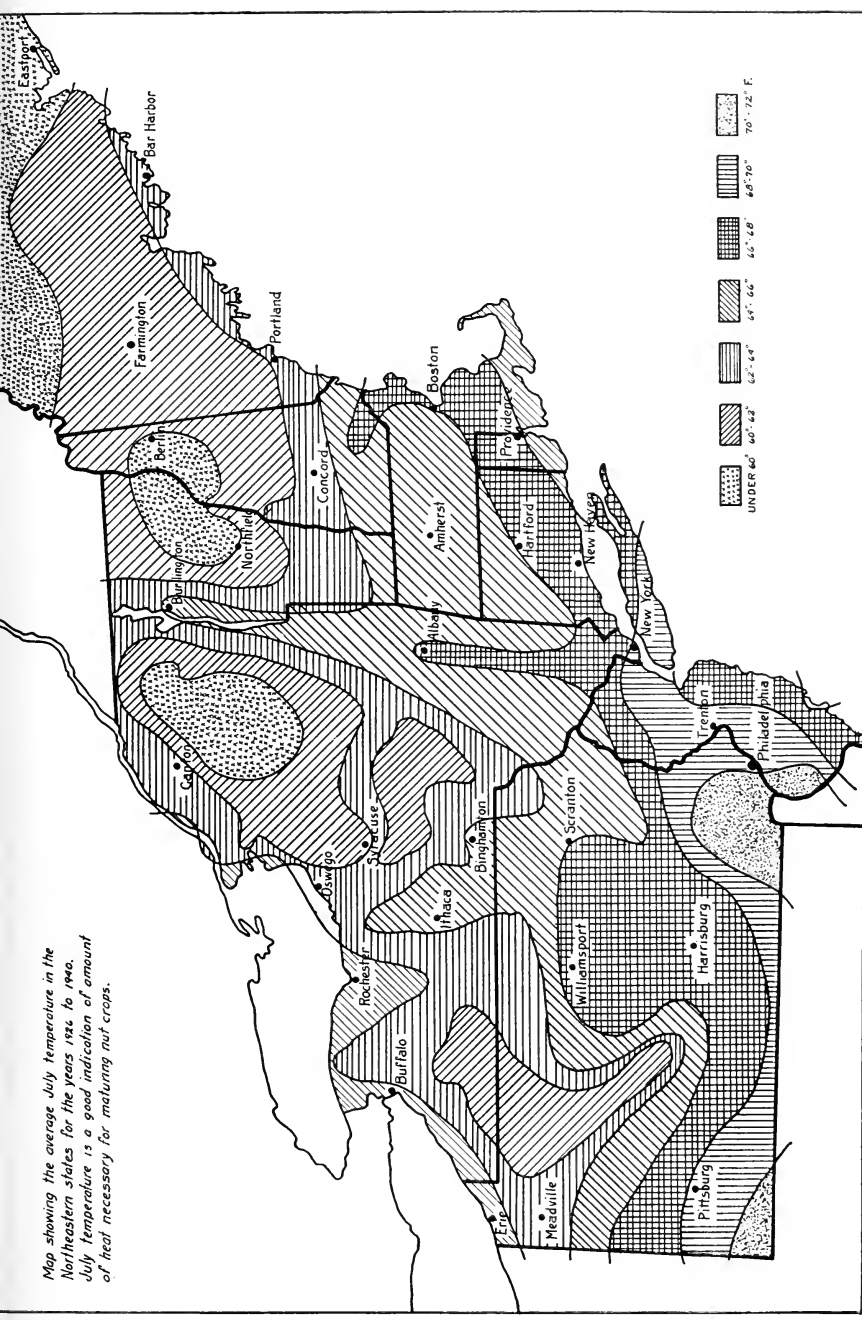 Map showing the average July temperature in the
Northeastern states for the years 1926 to 1940.
July temperature is a good indication of amount
of heat necessary for maturing nut crops.
Eastport
Bar Harbor
Farmington
Portland
Berlin
Burlington
Northfield
Concord
Canton
Boston
Amherst
Albany
Providence
Hartford
New Haven
New York
Oswego
Syracuse
Binghamton
Ithaca
Rochester
Buffalo
Scranton
Williamsport
Trenton
Philadelphia
Harrisburg
Erie
Meadville
Pittsburg
UNDER 60°
60°-62°
62°-64°
64°-66°
66°-68°
68°-70°
70°-72° F.